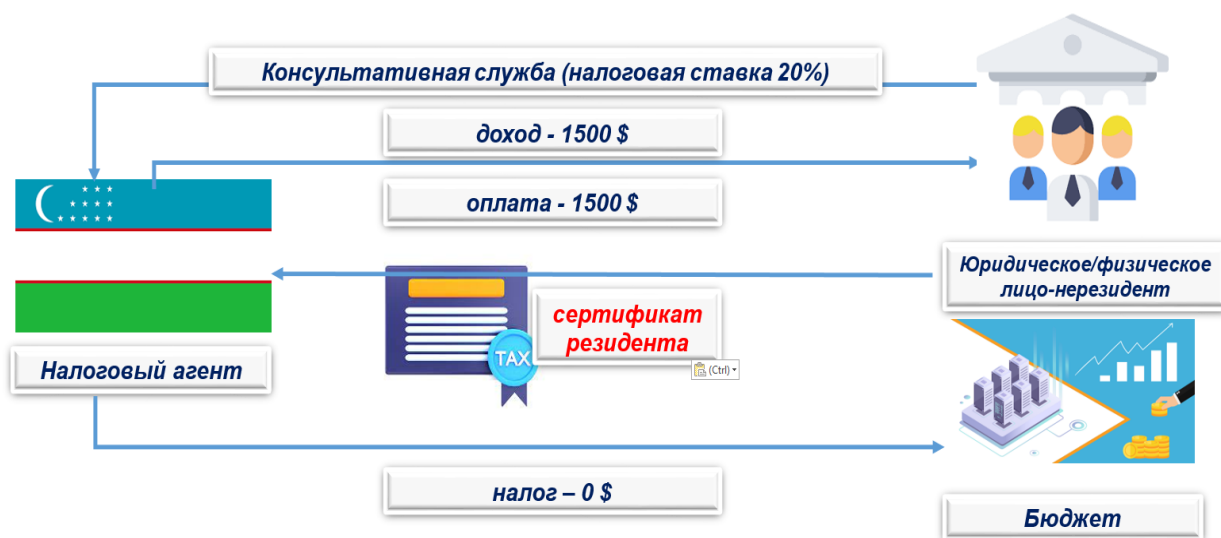 Консультативная служба (налоговая ставка 20%)
доход - 1500 $
оплата - 1500 $
Юридическое/физическое
лицо-нерезидент
сертификат
резидента
TAX
(Ctrl)
Налоговый агент
налог – 0 $
Бюджет